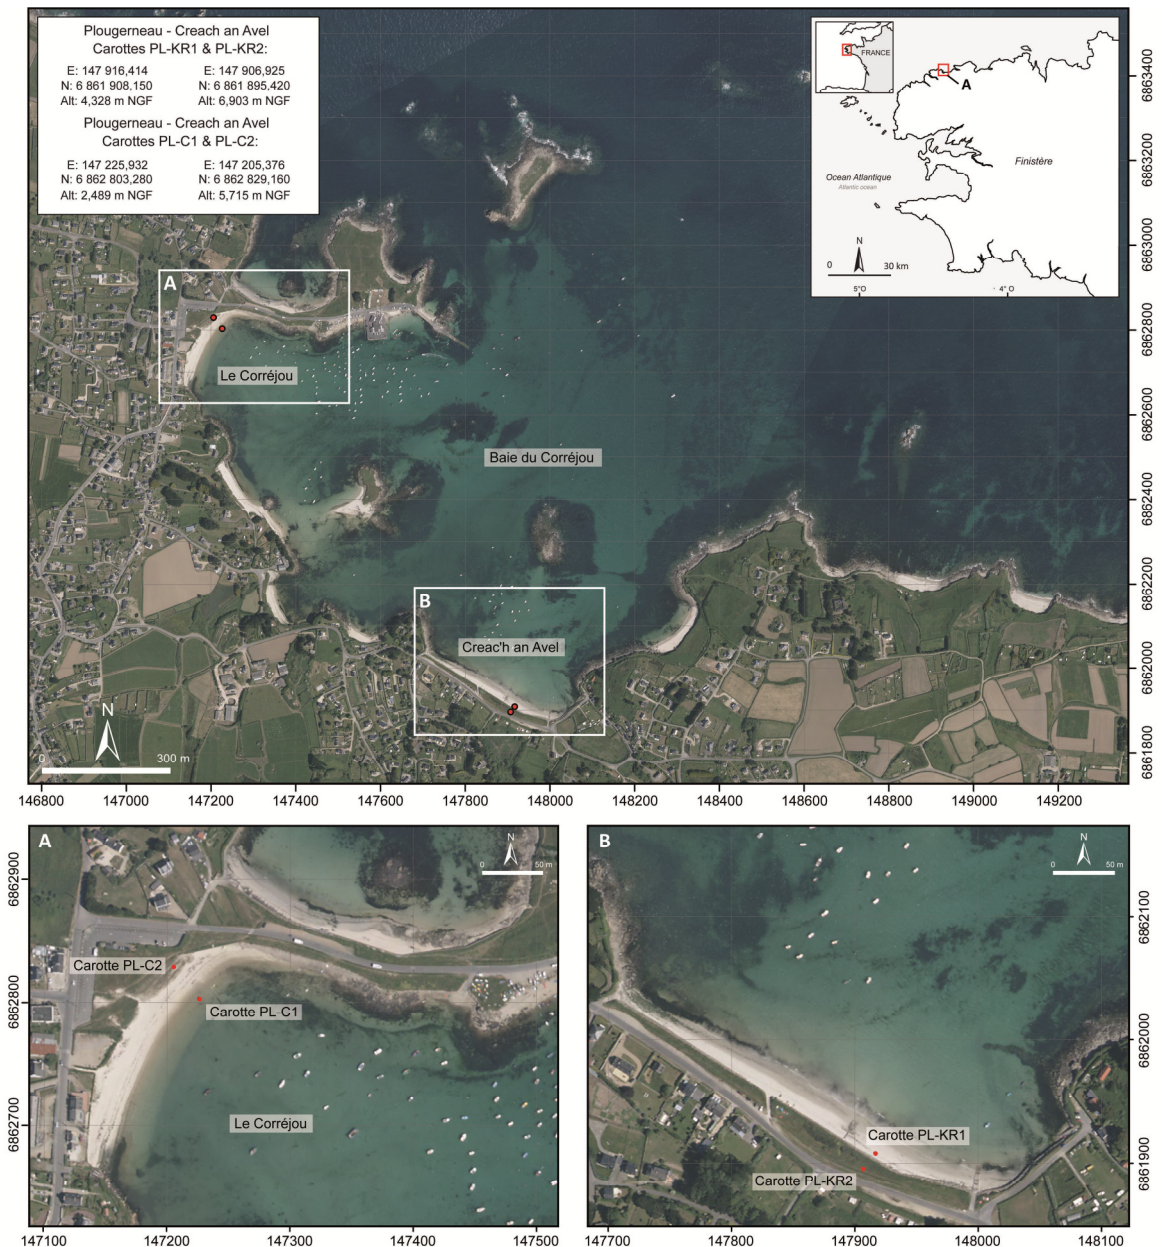 Plougerneau - Creach an Avel
Carottes PL-KR1 & PL-KR2:
E: 147 916,414
N: 6 861 908.150
Alt: 4,328 m NGF
E: 147 906,925
N: 6 861 895,420
Alt: 6,903 m NGF
Plougerneau - Creach an Avel
Carottes PL-C1 & PL-C2:
E: 147 225,932
N: 6 862 803,280
Alt: 2,489 m NGF
E: 147 205,376
N: 6 862 829,160
Alt: 5,715 m NGF
FRANCE
A
Finistère
Ocean Atlantique
Atlantic ocean
N
0 30 km
5°0
4°0
A
Le Corréjou
Baie du Corréjou
B
Creac'h an Avel
N
0 300 m
6863400
6863200
6863000
6862800
6862600
6862400
6862200
6862000
6861800
146800 147000 147200 147400 147600 147800 148000 148200 148400 148600 148800 149000 149200
A
N
0 50 m
Carotte PL-C2
Carotte PL-C1
Le Corréjou
6862900
6862800
6862700
147100 147200 147300 147400 147500
B
N
0 50 m
Carotte PL-KR1
Carotte PL-KR2
6862100
6862000
6861900
147700 147800 147900 148000 148100